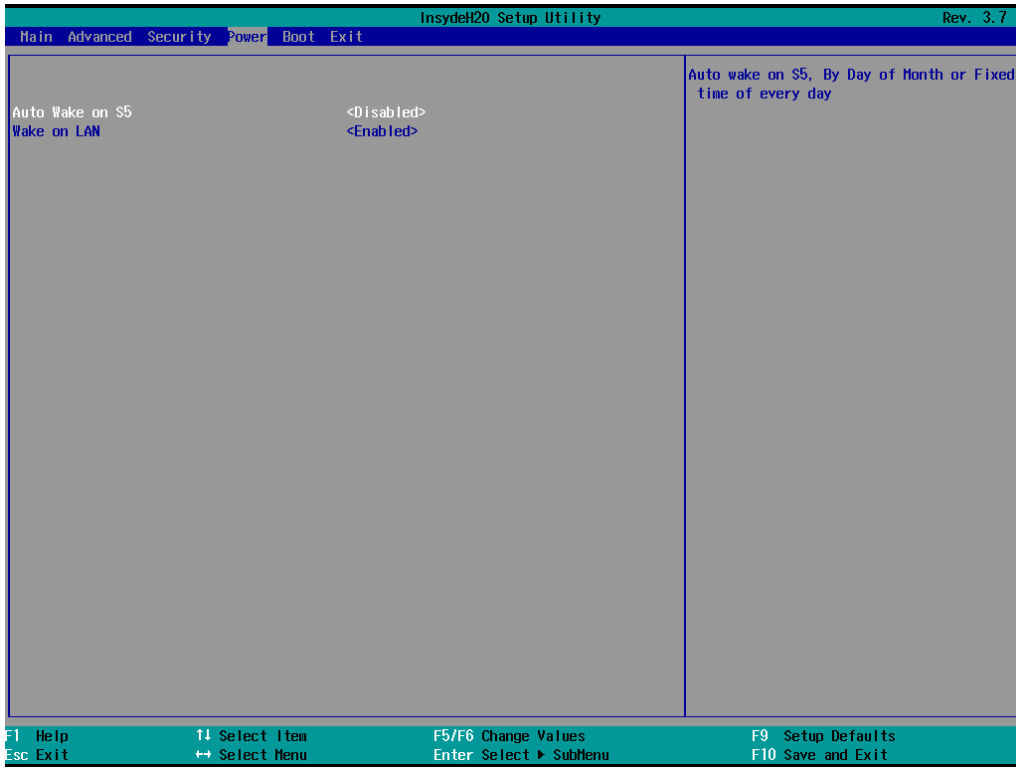 InsydeH20 Setup Utility Rev. 3.7
Main Advanced Security Power Boot Exit
Auto wake on S5, By Day of Month or Fixed
time of every day
Auto Wake on S5 <Disabled>
Wake on LAN <Enabled>
F1 Help ↑↓ Select Item F5/F6 Change Values F9 Setup Defaults
Esc Exit ←→ Select Menu Enter Select ▶ SubMenu F10 Save and Exit